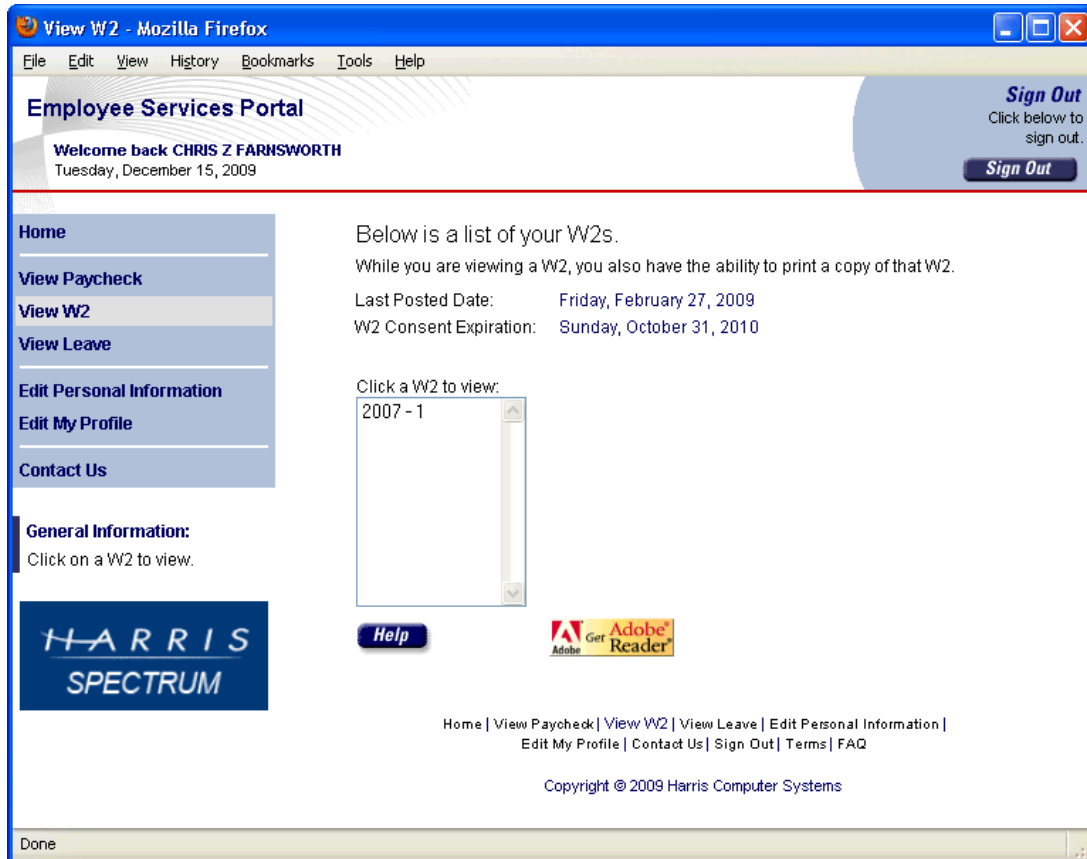 View W2 - Mozilla Firefox
File Edit View History Bookmarks Tools Help
Employee Services Portal
Welcome back CHRIS Z FARNSWORTH
Tuesday, December 15, 2009
Sign Out
Click below to
sign out.
Sign Out
Home
View Paycheck
View W2
View Leave
Edit Personal Information
Edit My Profile
Contact Us
General Information:
Click on a W2 to view.
HARRIS
SPECTRUM
Below is a list of your W2s.
While you are viewing a W2, you also have the ability to print a copy of that W2.
Last Posted Date: Friday, February 27, 2009
W2 Consent Expiration: Sunday, October 31, 2010
Click a W2 to view:
2007 - 1
Help
Adobe Get Adobe® Reader®
Home | View Paycheck | View W2 | View Leave | Edit Personal Information |
Edit My Profile | Contact Us | Sign Out | Terms | FAQ
Copyright © 2009 Harris Computer Systems
Done